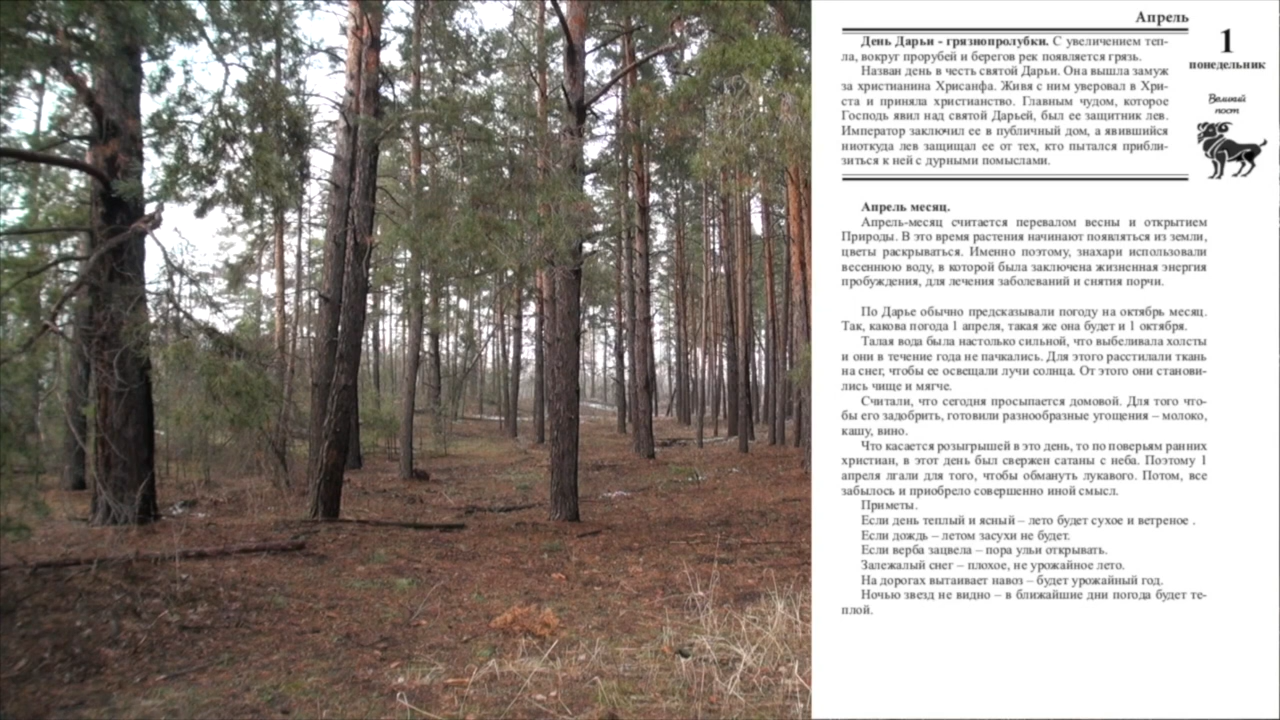 Апрель
День Дарьи - грязнопролубки. С увеличением теп-
ла, вокруг прорубей и берегов рек появляется грязь.
Назван день в честь святой Дарьи. Она вышла замуж
за христианина Хрисанфа. Живя с ним уверовал в Хри-
ста и приняла христианство. Главным чудом, которое
Господь явил над святой Дарьей, был ее защитник лев.
Император заключил ее в публичный дом, а явившийся
ниоткуда лев защищал ее от тех, кто пытался прибли-
зиться к ней с дурными помыслами.
1
понедельник
Великий
пост
Апрель месяц.
Апрель-месяц считается перевалом весны и открытием
Природы. В это время растения начинают появляться из земли,
цветы раскрываться. Именно поэтому, знахари использовали
весеннюю воду, в которой была заключена жизненная энергия
пробуждения, для лечения заболеваний и снятия порчи.
По Дарье обычно предсказывали погоду на октябрь месяц.
Так, какова погода 1 апреля, такая же она будет и 1 октября.
Талая вода была настолько сильной, что выбеливала холсты
и они в течение года не пачкались. Для этого расстилали ткань
на снег, чтобы ее освещали лучи солнца. От этого они станови-
лись чище и мягче.
Считали, что сегодня просыпается домовой. Для того что-
бы его задобрить, готовили разнообразные угощения – молоко,
кашу, вино.
Что касается розыгрышей в это день, то по поверьям ранних
христиан, в этот день был свержен сатаны с неба. Поэтому 1
апреля лгали для того, чтобы обмануть лукавого. Потом, все
забылось и приобрело совершенно иной смысл.
Приметы.
Если день теплый и ясный – лето будет сухое и ветреное .
Если дождь – летом засухи не будет.
Если верба зацвела – пора ульи открывать.
Залежалый снег – плохое, не урожайное лето.
На дорогах вытаивает навоз – будет урожайный год.
Ночью звезд не видно – в ближайшие дни погода будет те-
плой.